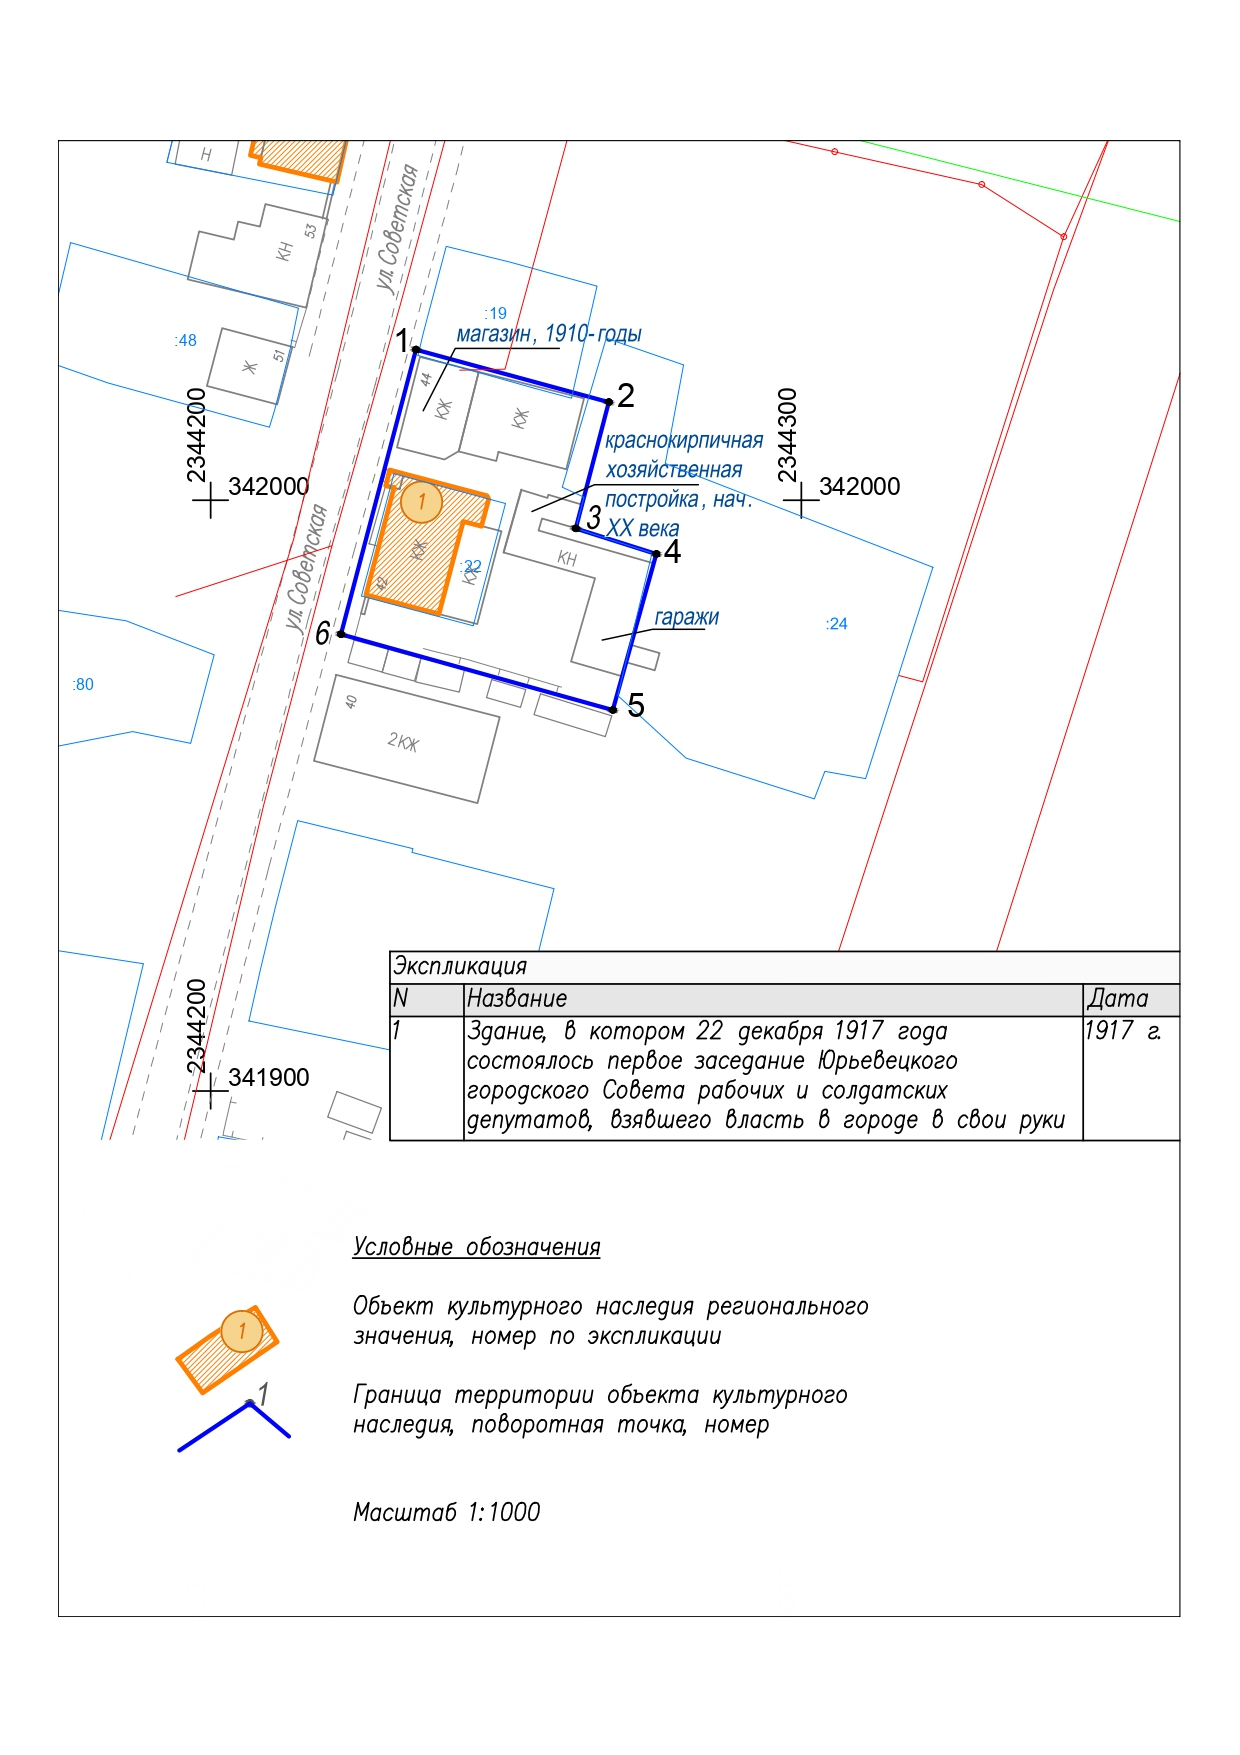 Н
ул. Советская
53
КН
:19
магазин, 1910-годы
1
:48
51
Ж
44
КЖ
КЖ
2
2344200
342000
2344300
342000
краснокирпичная
хозяйственная
постройка, нач.
XX века
1
3
4
КЖ
КН
:22
КЖ
42
ул. Советская
6
гаражи
:24
:80
5
40
2КЖ
2344200
341900
Экспликация
N Название Дата
1 Здание, в котором 22 декабря 1917 года 1917 г.
состоялось первое заседание Юрьевецкого
городского Совета рабочих и солдатских
депутатов, взявшего власть в городе в свои руки
Условные обозначения
1
Объект культурного наследия регионального
значения, номер по экспликации
1
Граница территории объекта культурного
наследия, поворотная точка, номер
Масштаб 1:1000